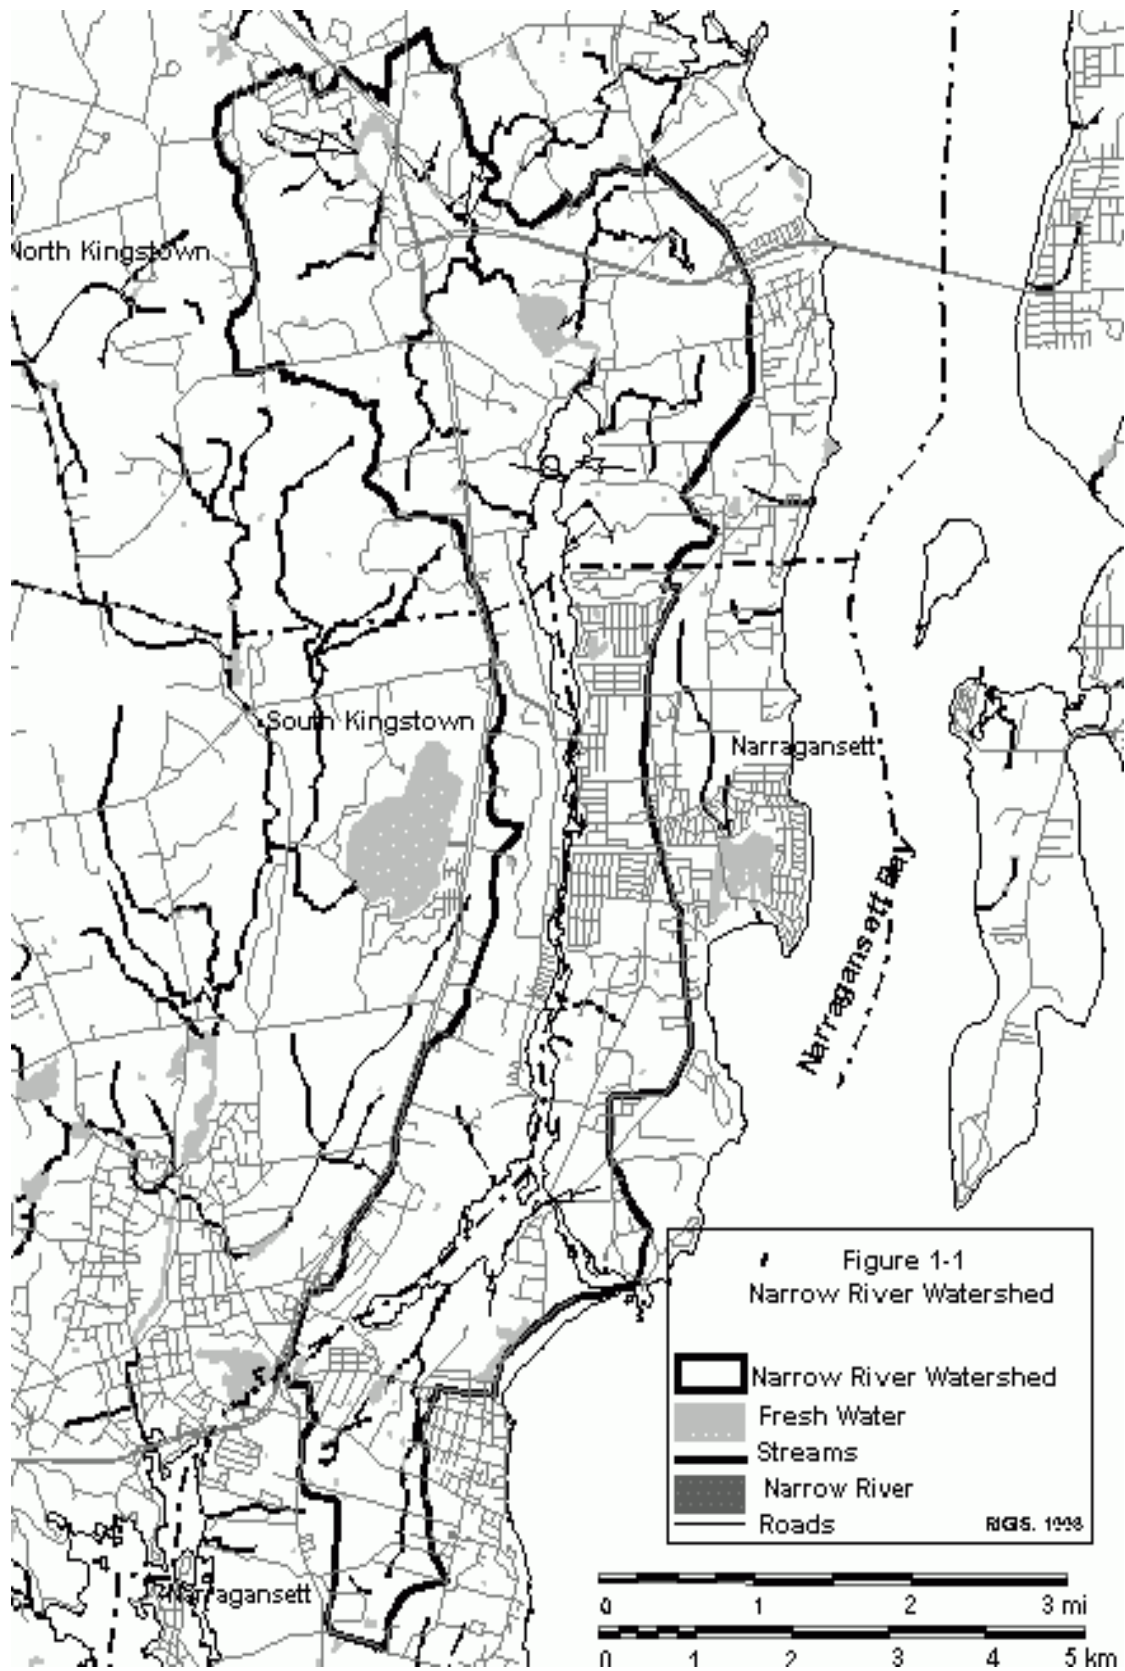 North Kingstown
South Kingstown
Narragansett
Narragansett Bay
Figure 1-1
Narrow River Watershed
Narrow River Watershed
Fresh Water
Streams
Narrow River
Roads
RIGIS, 1998
Narragansett
0 1 2 3 mi
0 1 2 3 4 5 km